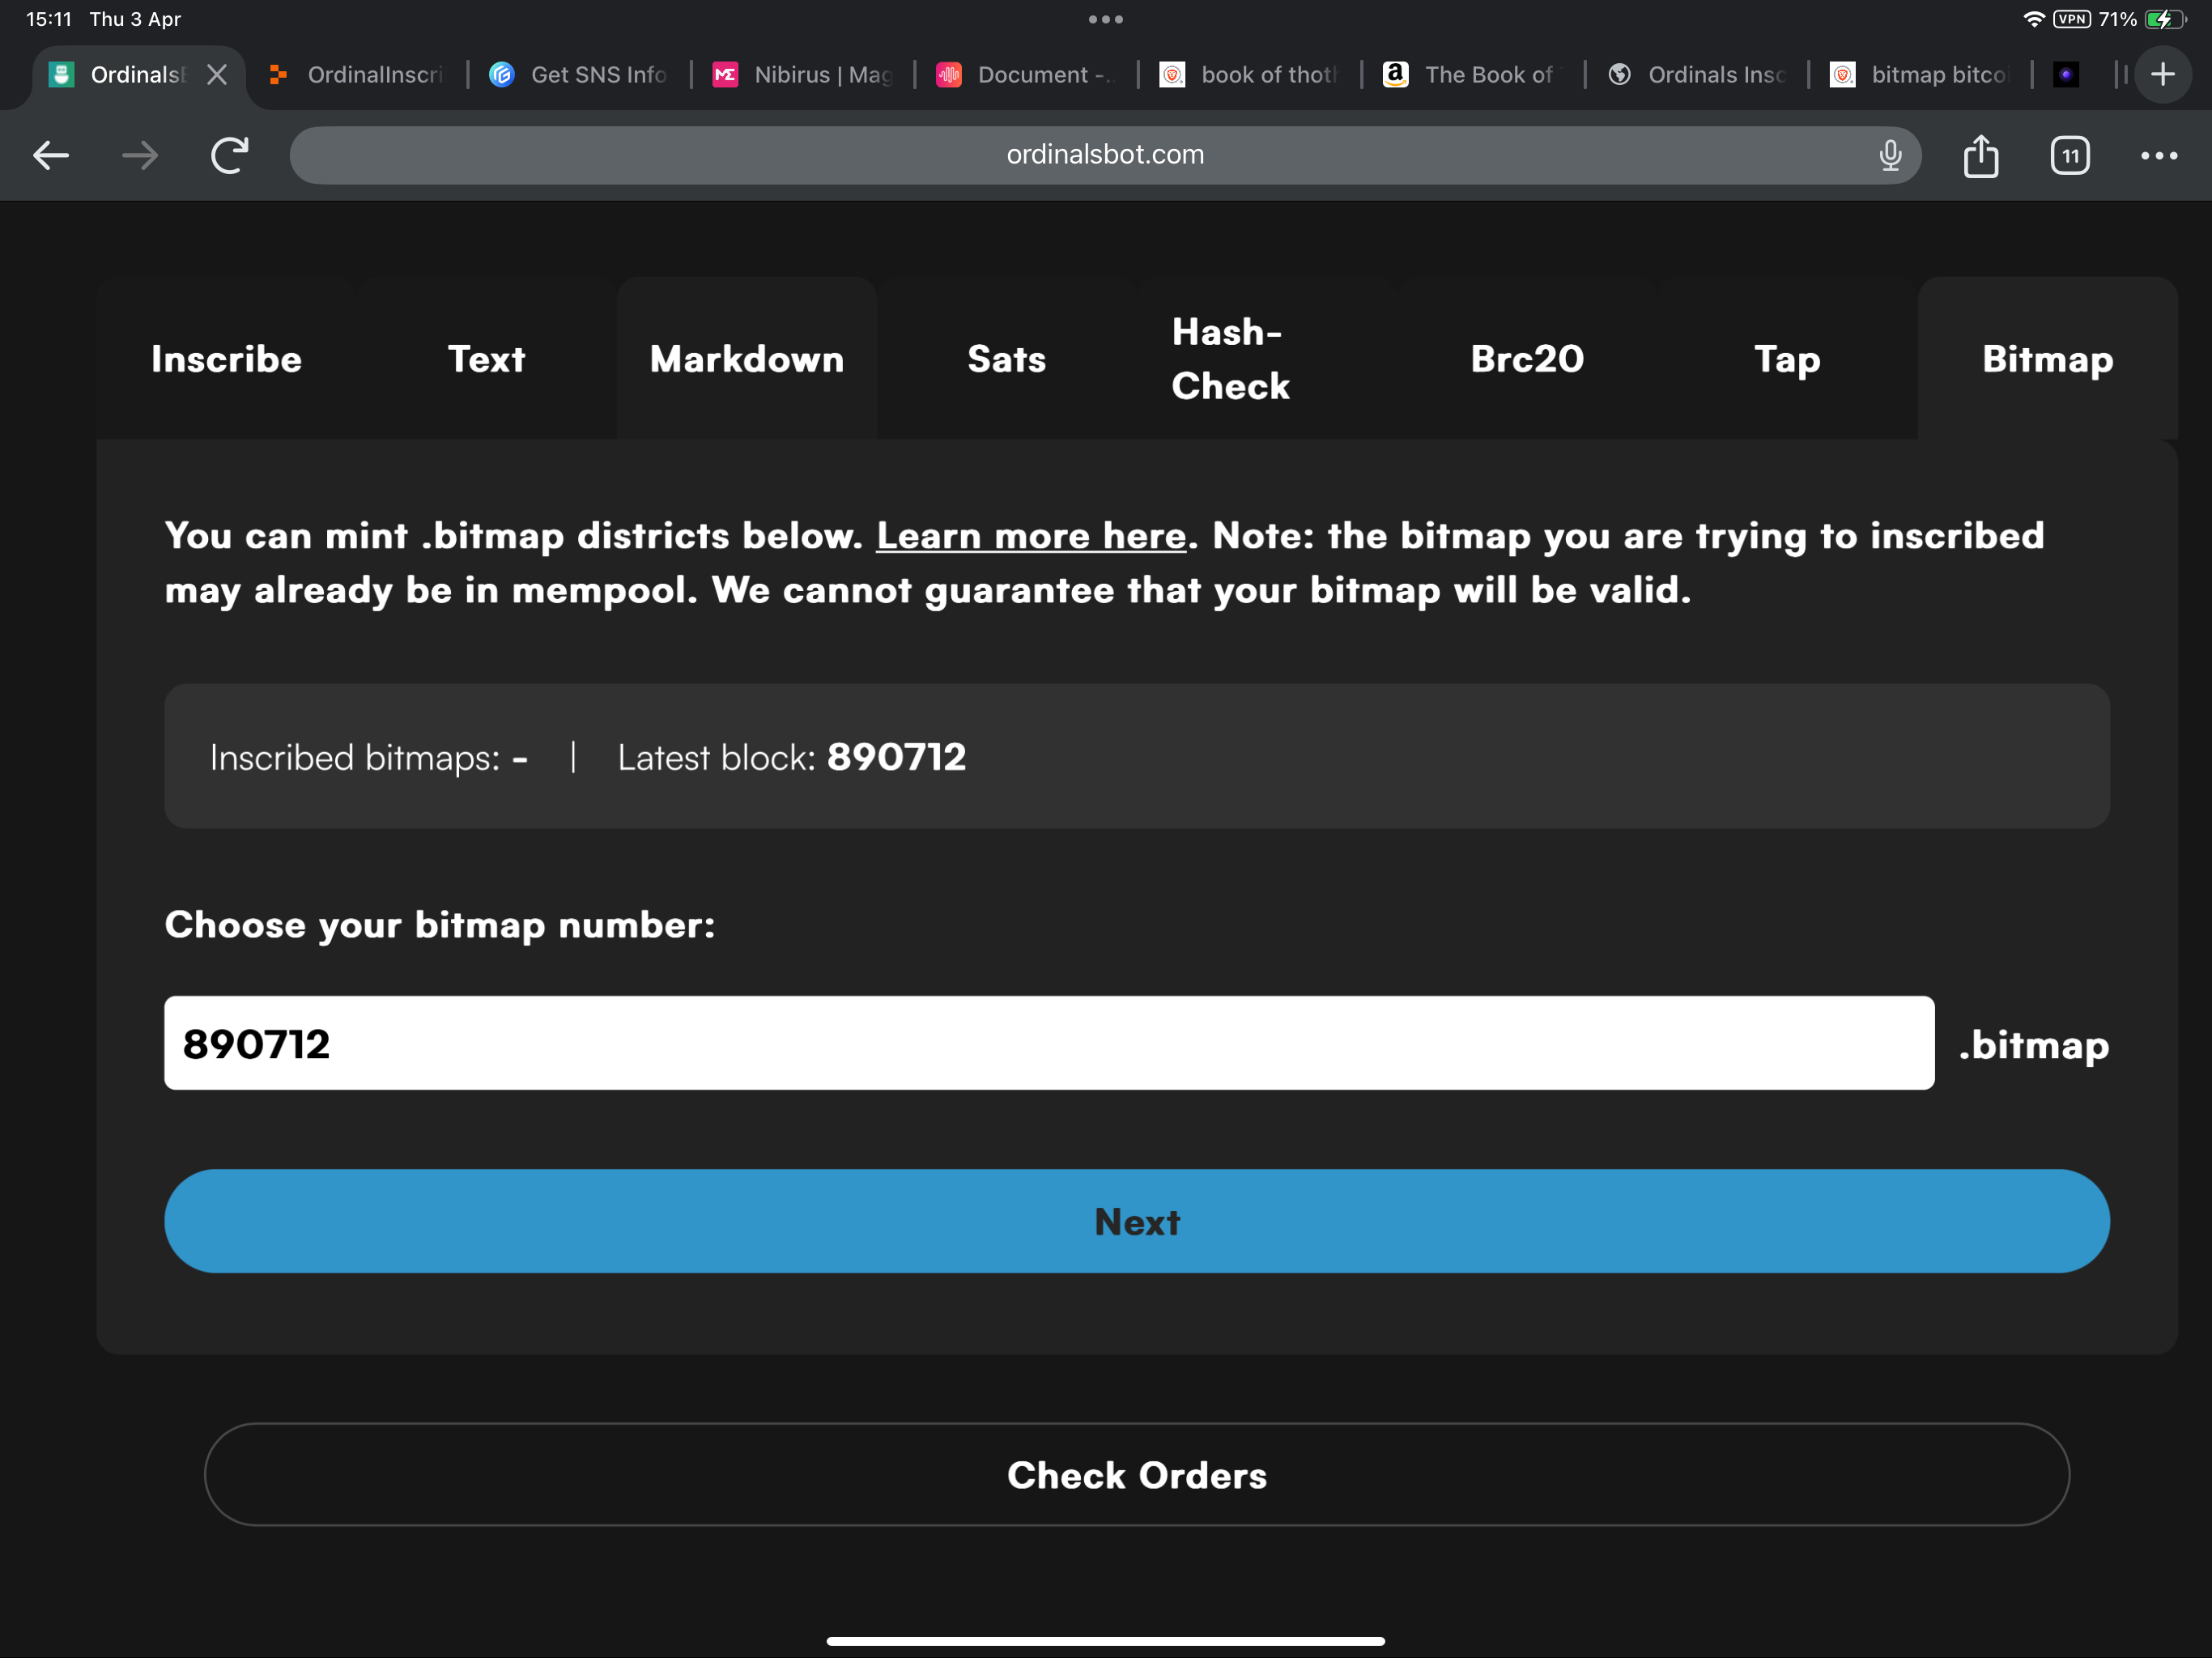 15:11 Thu 3 Apr
VPN 71%
Ordinals
OrdinalInscri
Get SNS Info
Nibirus | Mag
Document -..
book of thoth
The Book of
Ordinals Insc
bitmap bitcoi
ordinalsbot.com
11
Inscribe
Text
Markdown
Sats
Hash-
Check
Brc20
Tap
Bitmap
You can mint .bitmap districts below. Learn more here. Note: the bitmap you are trying to inscribed
may already be in mempool. We cannot guarantee that your bitmap will be valid.
Inscribed bitmaps: - | Latest block: 890712
Choose your bitmap number:
890712 .bitmap
Next
Check Orders